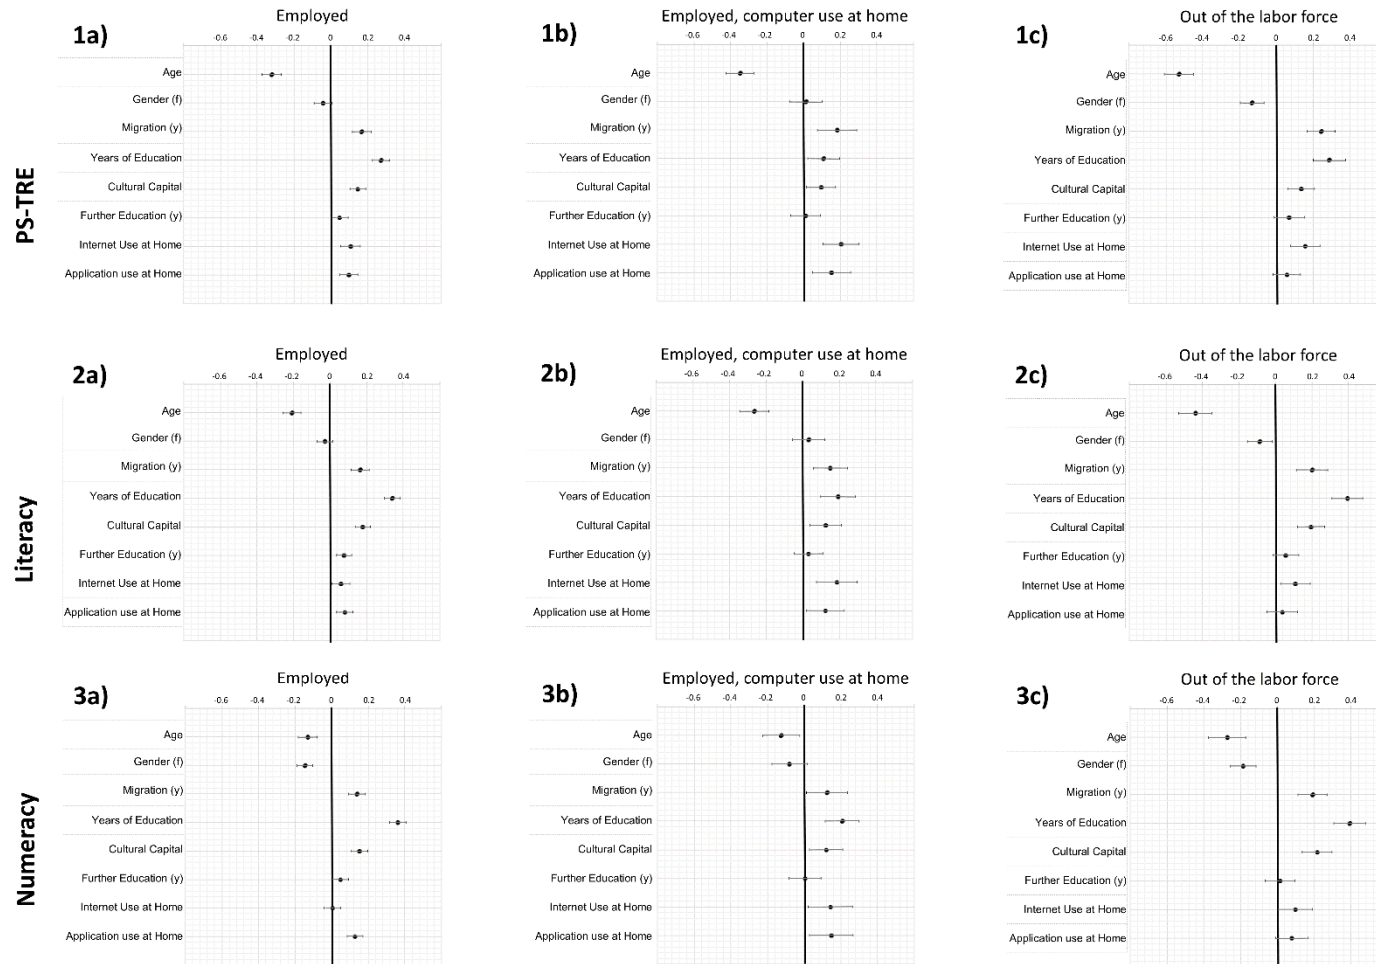 PS-TRE
1a)
Employed
-0.6 -0.4 -0.2 0 0.2 0.4
Age
Gender (f)
Migration (y)
Years of Education
Cultural Capital
Further Education (y)
Internet Use at Home
Application use at Home
1b)
Employed, computer use at home
-0.6 -0.4 -0.2 0 0.2 0.4
Age
Gender (f)
Migration (y)
Years of Education
Cultural Capital
Further Education (y)
Internet Use at Home
Application use at Home
1c)
Out of the labor force
-0.6 -0.4 -0.2 0 0.2 0.4
Age
Gender (f)
Migration (y)
Years of Education
Cultural Capital
Further Education (y)
Internet Use at Home
Application use at Home
Literacy
2a)
Employed
-0.6 -0.4 -0.2 0 0.2 0.4
Age
Gender (f)
Migration (y)
Years of Education
Cultural Capital
Further Education (y)
Internet Use at Home
Application use at Home
2b)
Employed, computer use at home
-0.6 -0.4 -0.2 0 0.2 0.4
Age
Gender (f)
Migration (y)
Years of Education
Cultural Capital
Further Education (y)
Internet Use at Home
Application use at Home
2c)
Out of the labor force
-0.6 -0.4 -0.2 0 0.2 0.4
Age
Gender (f)
Migration (y)
Years of Education
Cultural Capital
Further Education (y)
Internet Use at Home
Application use at Home
Numeracy
3a)
Employed
-0.6 -0.4 -0.2 0 0.2 0.4
Age
Gender (f)
Migration (y)
Years of Education
Cultural Capital
Further Education (y)
Internet Use at Home
Application use at Home
3b)
Employed, computer use at home
-0.6 -0.4 -0.2 0 0.2 0.4
Age
Gender (f)
Migration (y)
Years of Education
Cultural Capital
Further Education (y)
Internet Use at Home
Application use at Home
3c)
Out of the labor force
-0.6 -0.4 -0.2 0 0.2 0.4
Age
Gender (f)
Migration (y)
Years of Education
Cultural Capital
Further Education (y)
Internet Use at Home
Application use at Home